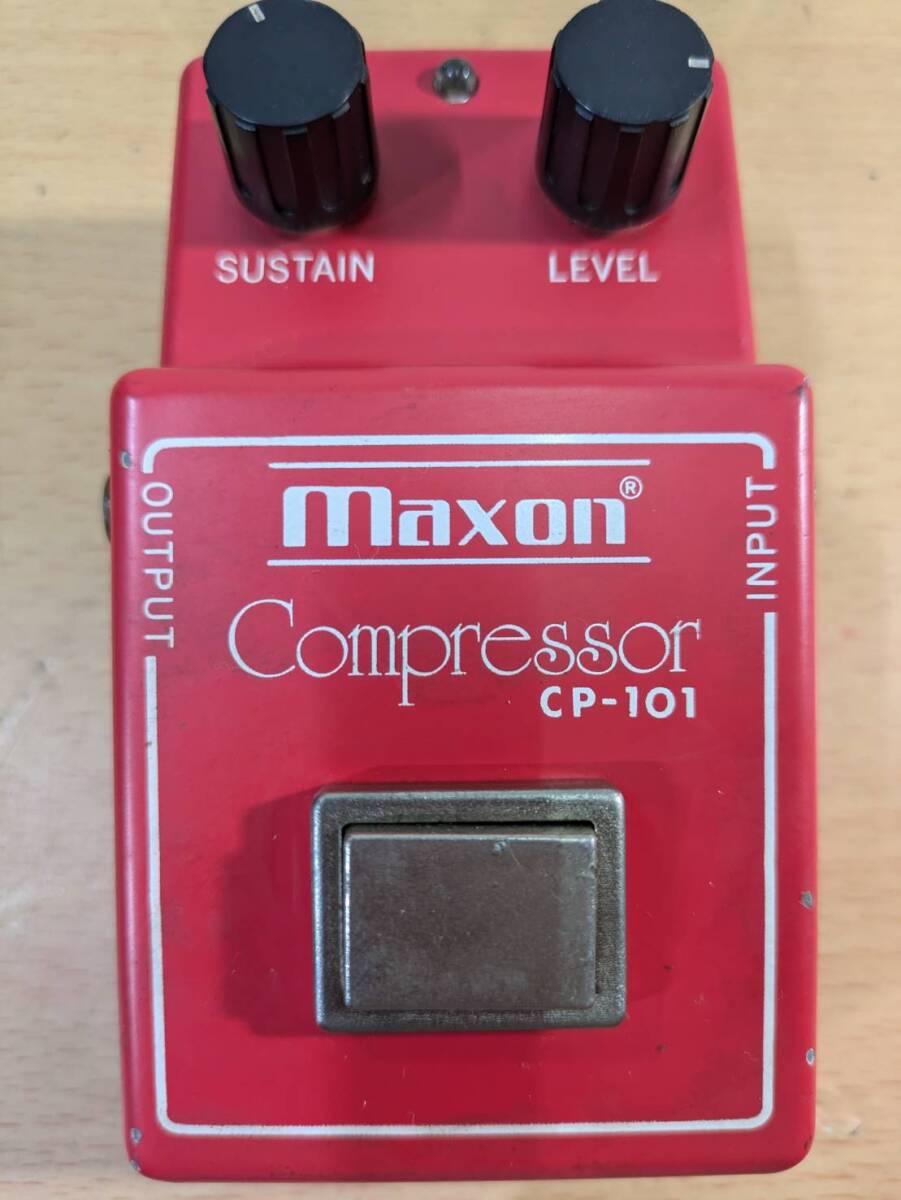 SUSTAIN LEVEL
maxon®
OUTPUT
INPUT
Compressor
CP-101